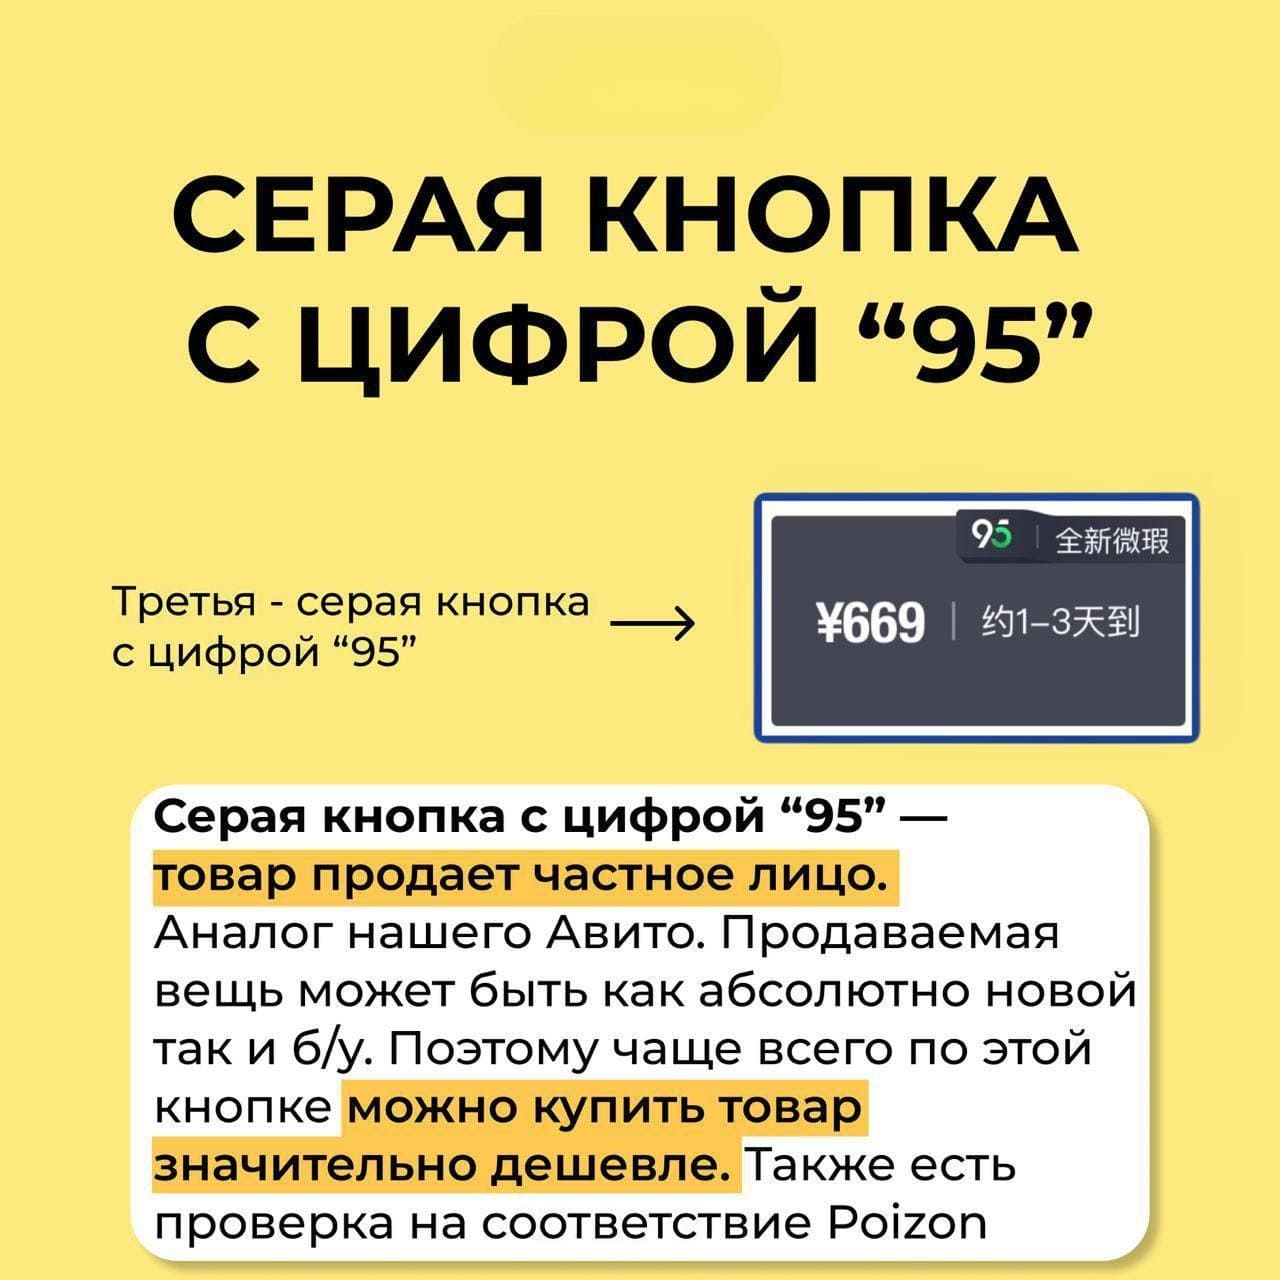 СЕРАЯ КНОПКА
С ЦИФРОЙ “95”
Третья - серая кнопка
с цифрой “95”
95 | 全新微瑕
¥669 | 约1–3天到
Серая кнопка с цифрой “95” —
товар продает частное лицо.
Аналог нашего Авито. Продаваемая
вещь может быть как абсолютно новой
так и б/у. Поэтому чаще всего по этой
кнопке можно купить товар
значительно дешевле. Также есть
проверка на соответствие Poizon